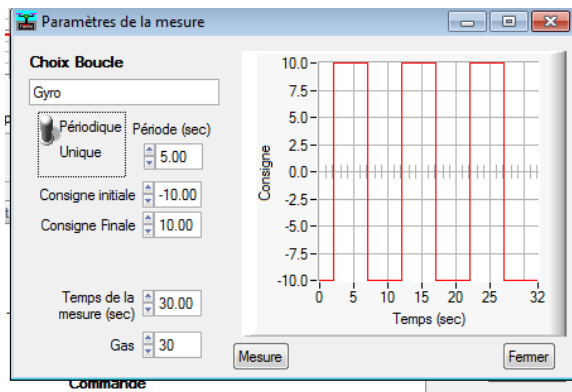 Paramètres de la mesure
Choix Boucle
Gyro
Périodique
Unique
Période (sec)
5.00
Consigne initiale -10.00
Consigne Finale 10.00
Temps de la
mesure (sec)
30.00
Gas 30
Consigne
10.0
7.5
5.0
2.5
0.0
-2.5
-5.0
-7.5
-10.0
0 5 10 15 20 25 32
Temps (sec)
Mesure
Fermer
Commande